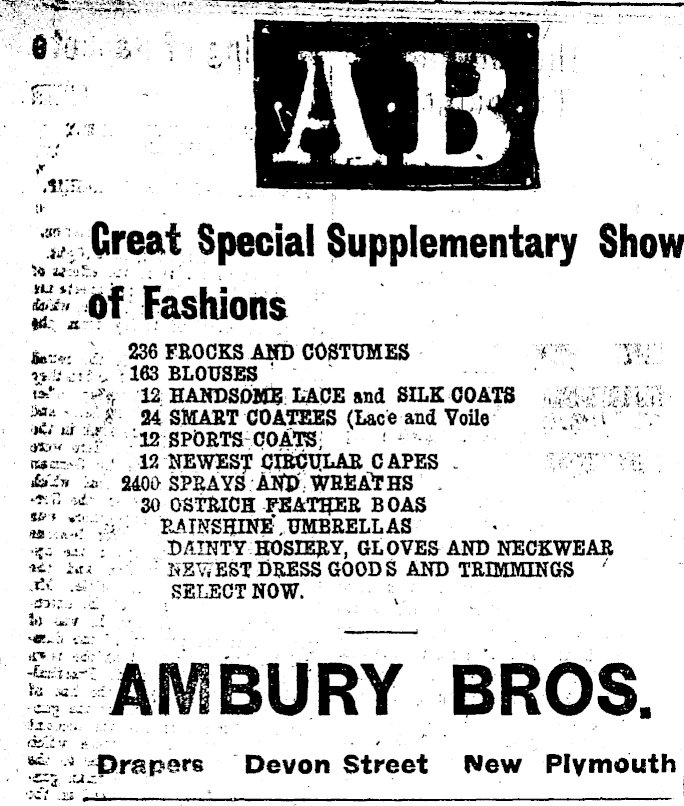 A.B
Great Special Supplementary Show
of Fashions
236 FROCKS AND COSTUMES
163 BLOUSES
12 HANDSOME LACE and SILK COATS
24 SMART COATEES (Lace and Voile
12 SPORTS COATS
12 NEWEST CIRCULAR CAPES
2400 SPRAYS AND WREATHS
30 OSTRICH FEATHER BOAS
RAINSHINE UMBRELLAS
DAINTY HOSIERY, GLOVES AND NECKWEAR
NEWEST DRESS GOODS AND TRIMMINGS
SELECT NOW.
AMBURY BROS.
Drapers Devon Street New Plymouth